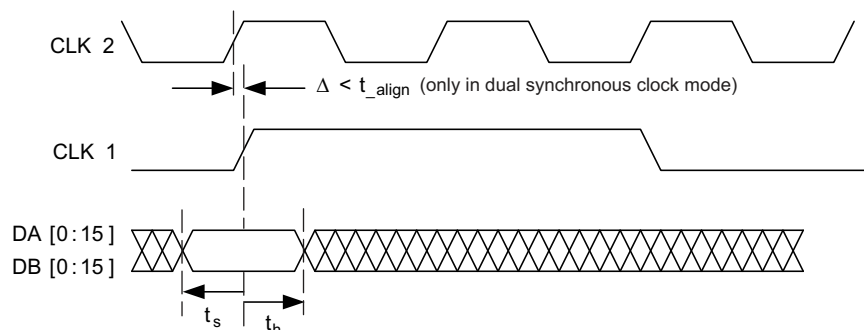 CLK 2
Δ < t_align (only in dual synchronous clock mode)
CLK 1
DA [0:15]
DB [0:15]
t_s t_h